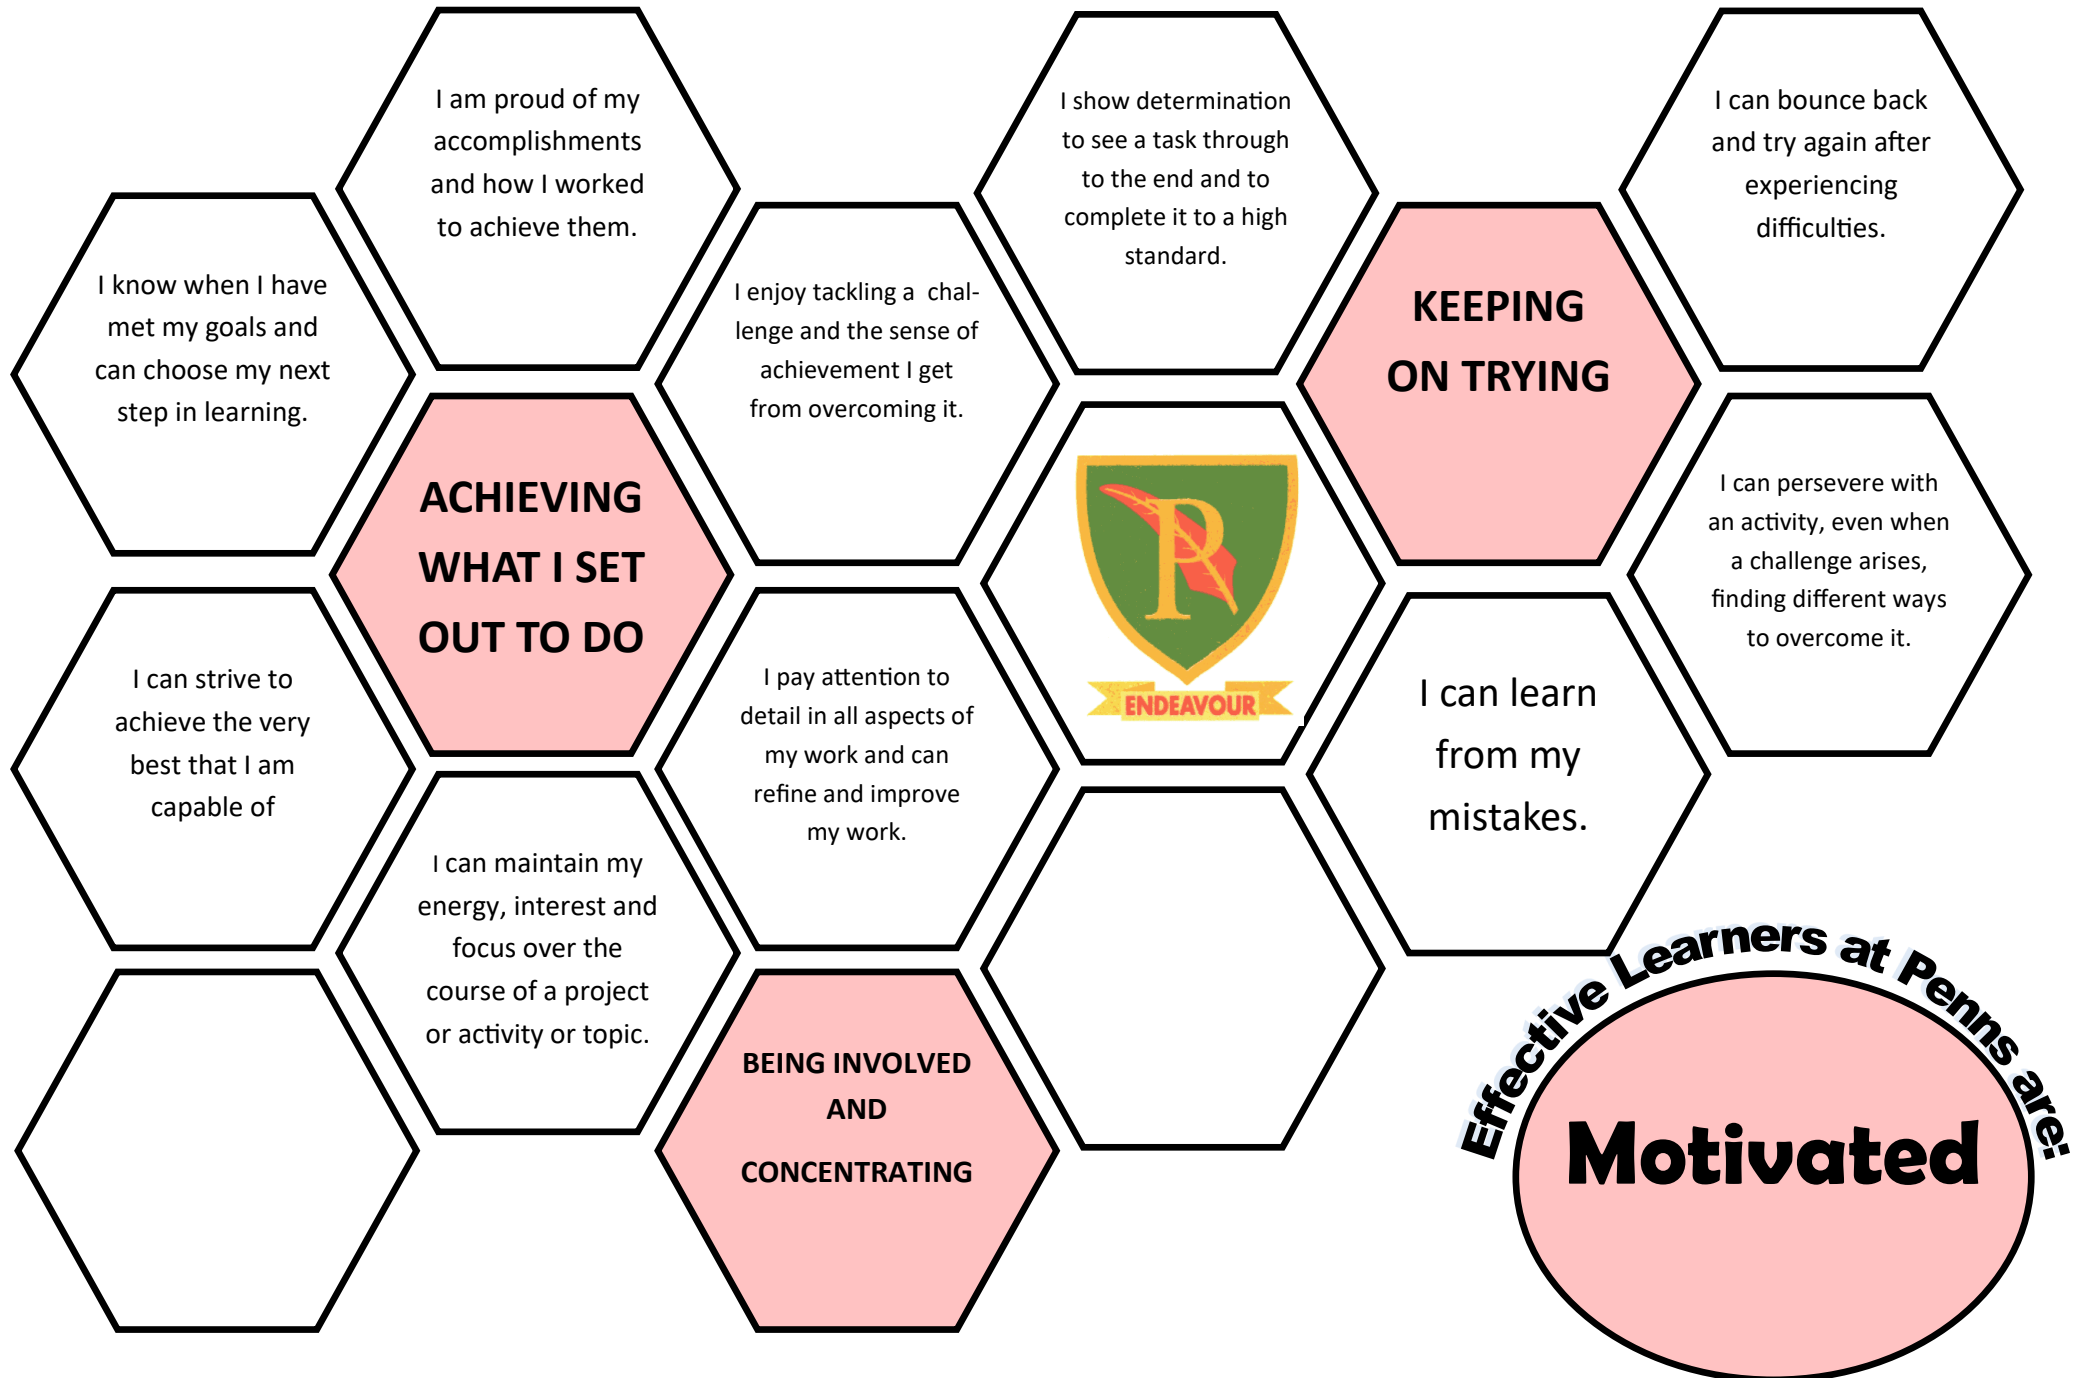 I am proud of my
accomplishments
and how I worked
to achieve them.
I show determination
to see a task through
to the end and to
complete it to a high
standard.
I can bounce back
and try again after
experiencing
difficulties.
I know when I have
met my goals and
can choose my next
step in learning.
I enjoy tackling a  chal-
lenge and the sense of
achievement I get
from overcoming it.
KEEPING
ON TRYING
ACHIEVING
WHAT I SET
OUT TO DO
P
ENDEAVOUR
I can persevere with
an activity, even when
a challenge arises,
finding different ways
to overcome it.
I can strive to
achieve the very
best that I am
capable of
I pay attention to
detail in all aspects of
my work and can
refine and improve
my work.
I can learn
from my
mistakes.
I can maintain my
energy, interest and
focus over the
course of a project
or activity or topic.
BEING INVOLVED
AND
CONCENTRATING
Effective Learners at Penns are:
Motivated